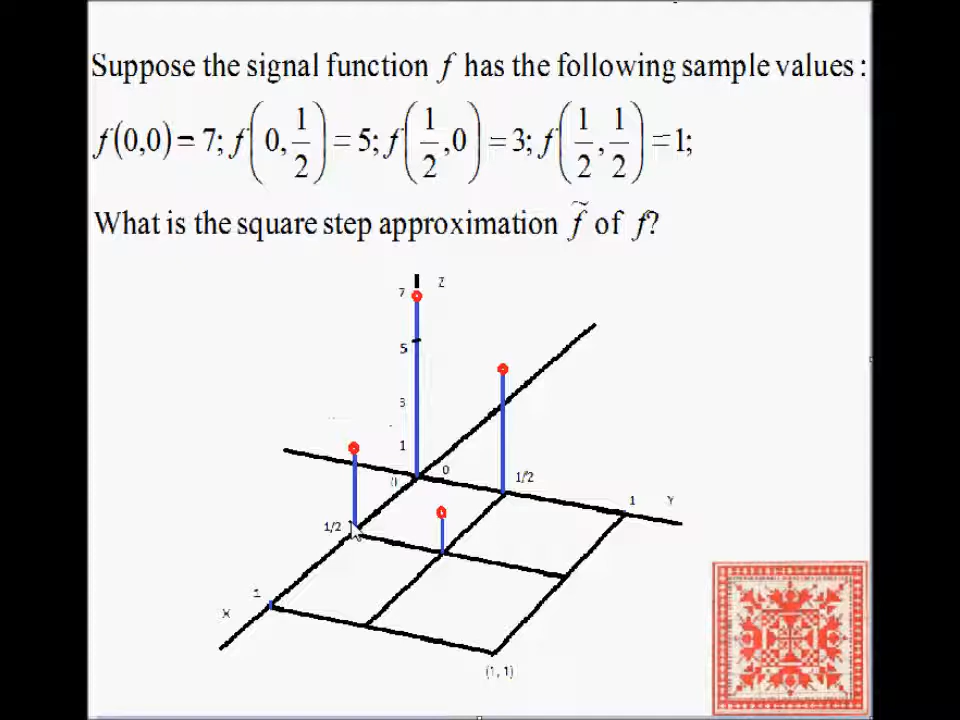 Suppose the signal function f has the following sample values :
f(0,0) = 7; f(0, 1/2) = 5; f(1/2, 0) = 3; f(1/2, 1/2) = 1;
What is the square step approximation f̃ of f?
Z
7
5
3
1
0
0
1/2
1
Y
1/2
1
X
(1, 1)